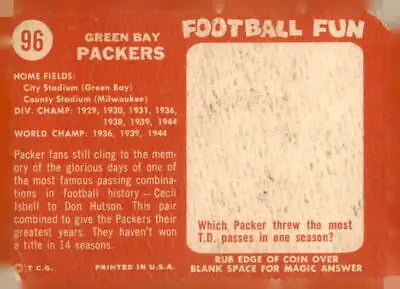 96
GREEN BAY
PACKERS
HOME FIELDS:
City Stadium (Green Bay)
County Stadium (Milwaukee)
DIV. CHAMP: 1929, 1930, 1931, 1936,
1938, 1939, 1944
WORLD CHAMP: 1936, 1939, 1944
Packer fans still cling to the mem-
ory of the glorious days of one of
the most famous passing combina-
tions in football history — Cecil
Isbell to Don Hutson. This pair
combined to give the Packers their
greatest years. They haven't won
a title in 14 seasons.
© T.C.G. PRINTED IN U.S.A.
FOOTBALL FUN
Which Packer threw the most
T.D. passes in one season?
RUB EDGE OF COIN OVER
BLANK SPACE FOR MAGIC ANSWER